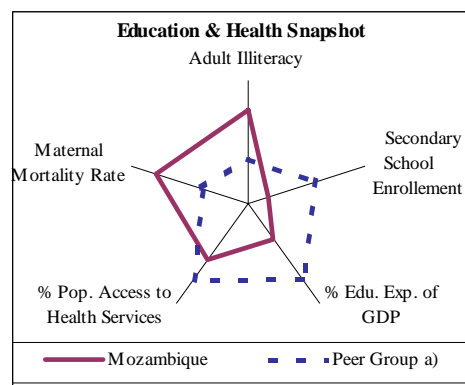 Education & Health Snapshot
Adult Illiteracy
Secondary
School
Enrollement
Maternal
Mortality Rate
% Pop. Access to
Health Services
% Edu. Exp. of
GDP
Mozambique
Peer Group a)